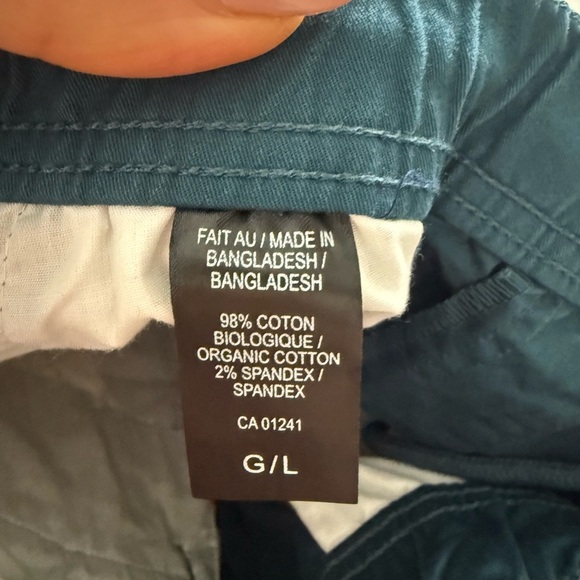 FAIT AU / MADE IN
BANGLADESH /
BANGLADESH
98% COTON
BIOLOGIQUE /
ORGANIC COTTON
2% SPANDEX /
SPANDEX
CA 01241
G / L